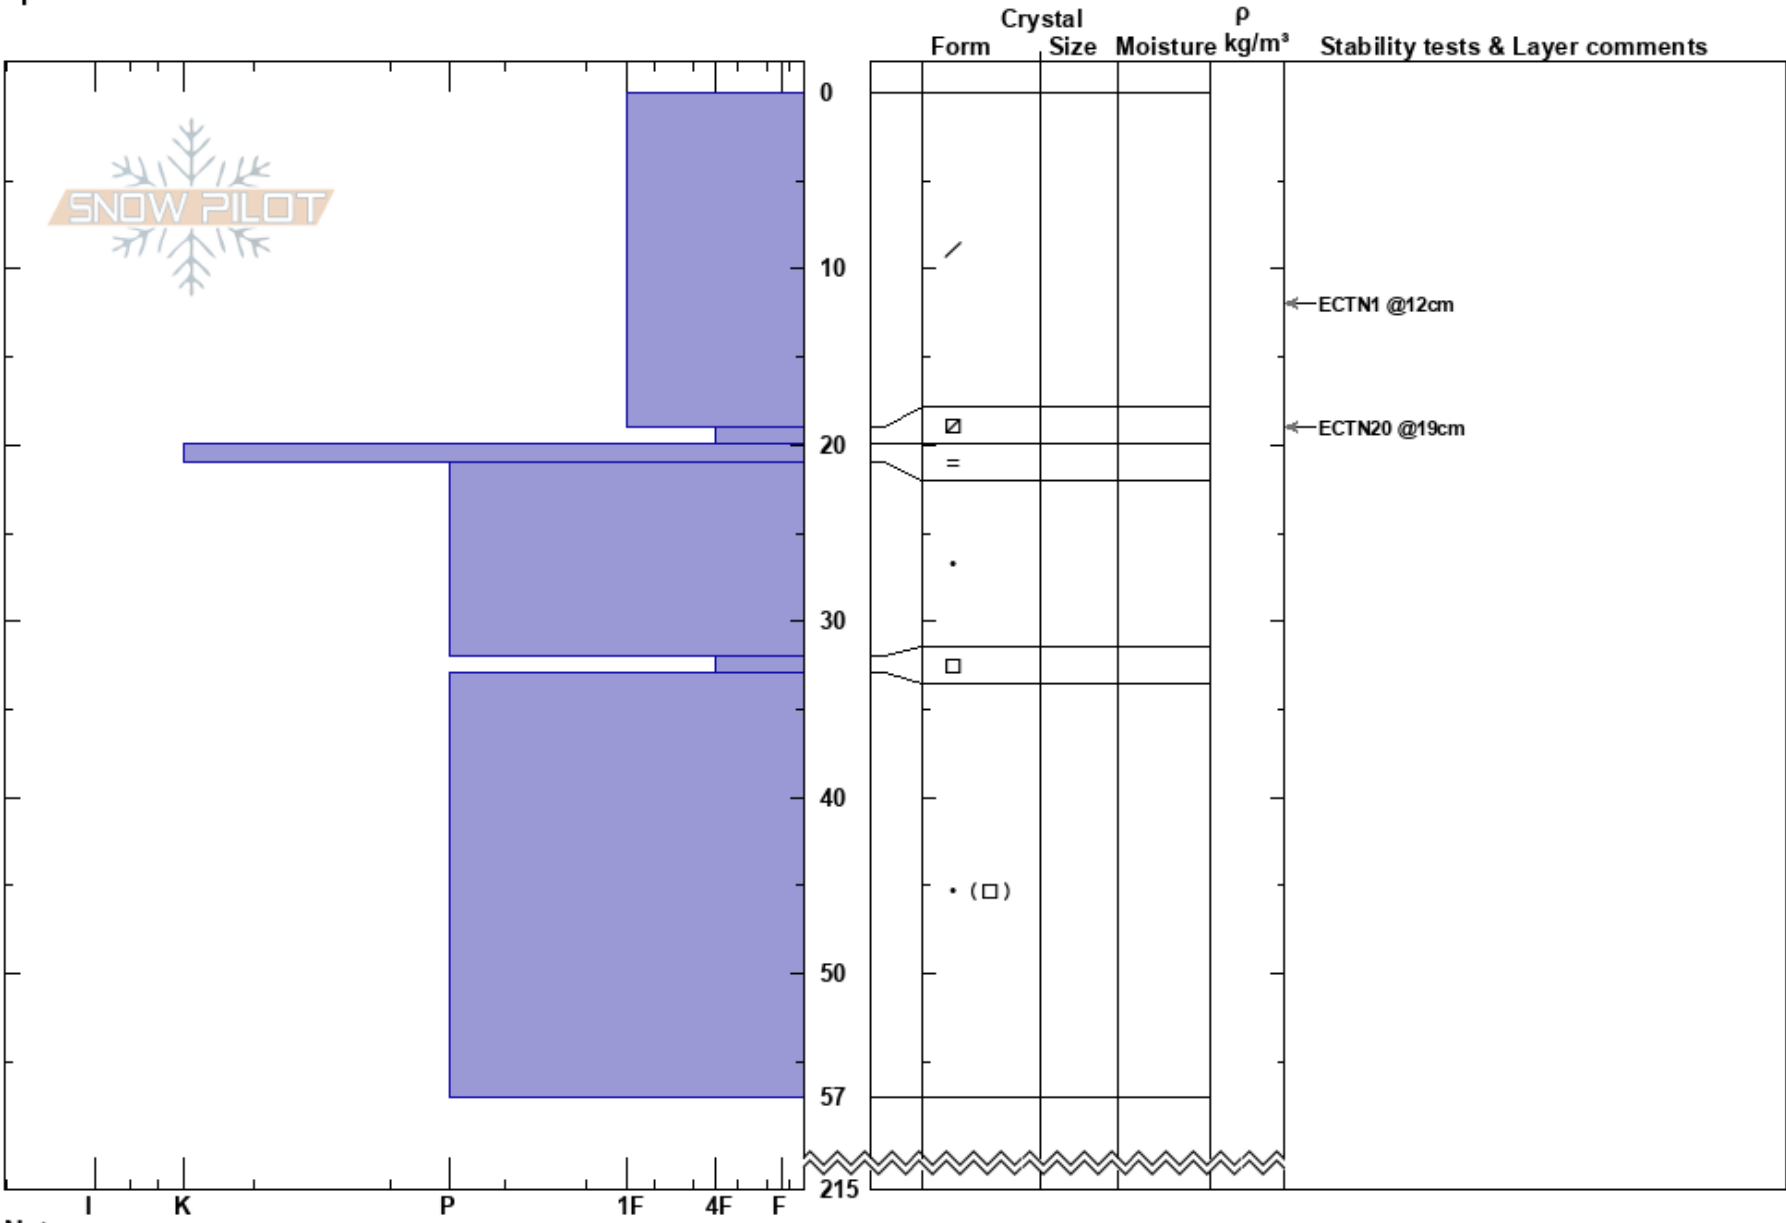 Crystal
ρ
Form Size Moisture kg/m³ Stability tests & Layer comments
0
SNOW PILOT
10
ECTN1 @12cm
ECTN20 @19cm
20
=
30
40
• (□)
50
57
215
I K P 1F 4F F